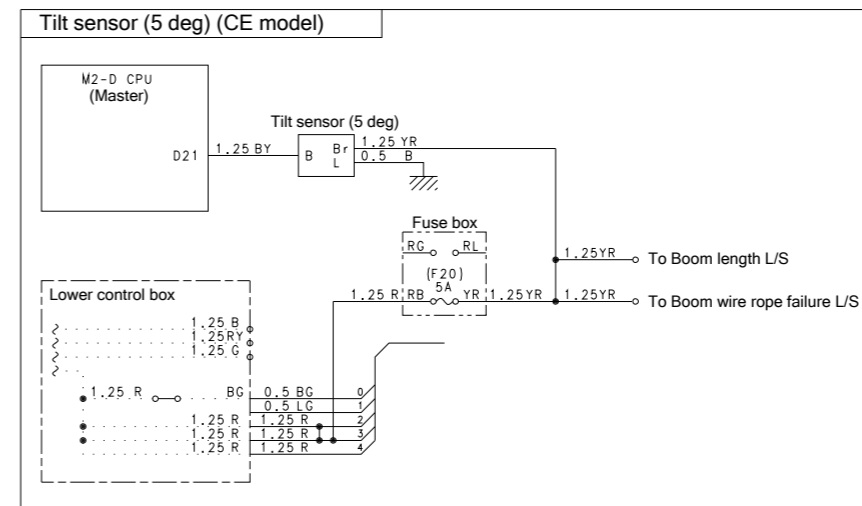 Tilt sensor (5 deg) (CE model)
M2-D CPU
(Master)
D21
1.25 BY
Tilt sensor (5 deg)
B
Br
L
1.25 YR
0.5 B
Fuse box
RG
RL
(F20)
5A
1.25 R
RB
YR
1.25YR
1.25YR
To Boom length L/S
1.25YR
To Boom wire rope failure L/S
Lower control box
1.25 B
1.25RY
1.25 G
1.25 R
BG
0.5 BG
0
0.5 LG
1
1.25 R
1.25 R
2
1.25 R
1.25 R
3
1.25 R
1.25 R
4